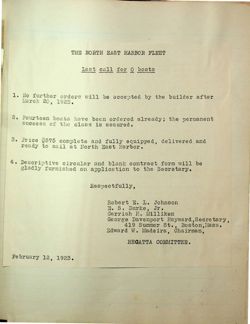 THE NORTH EAST HARBOR FLEET
Last call for O boats
1. No further orders will be accepted by the builder after
March 20, 1923.
2. Fourteen boats have been ordered already; the permanent
success of the class is secured.
3. Price $575 complete and fully equipped, delivered and
ready to sail at North East Harbor.
4. Descriptive circular and blank contract form will be
gladly furnished on application to the Secretary.
Respectfully,
Robert E. L. Johnson
E. S. Burke, Jr.
Gerrish H. Milliken
George Davenport Hayward, Secretary,
419 Summer St., Boston, Mass.
Edward W. Madeira, Chairman,
REGATTA COMMITTEE.
February 12, 1923.